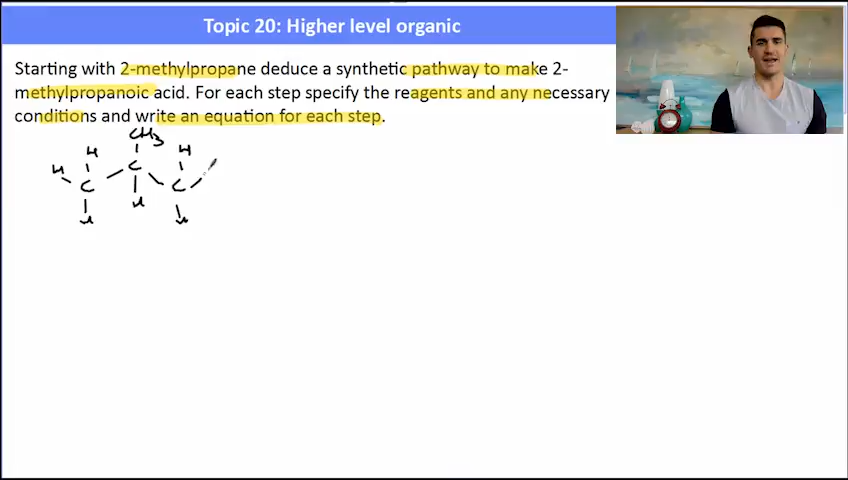 Topic 20: Higher level organic
Starting with 2-methylpropane deduce a synthetic pathway to make 2-
methylpropanoic acid. For each step specify the reagents and any necessary
conditions and write an equation for each step.
CH3
H H
H C
C C
H
H H